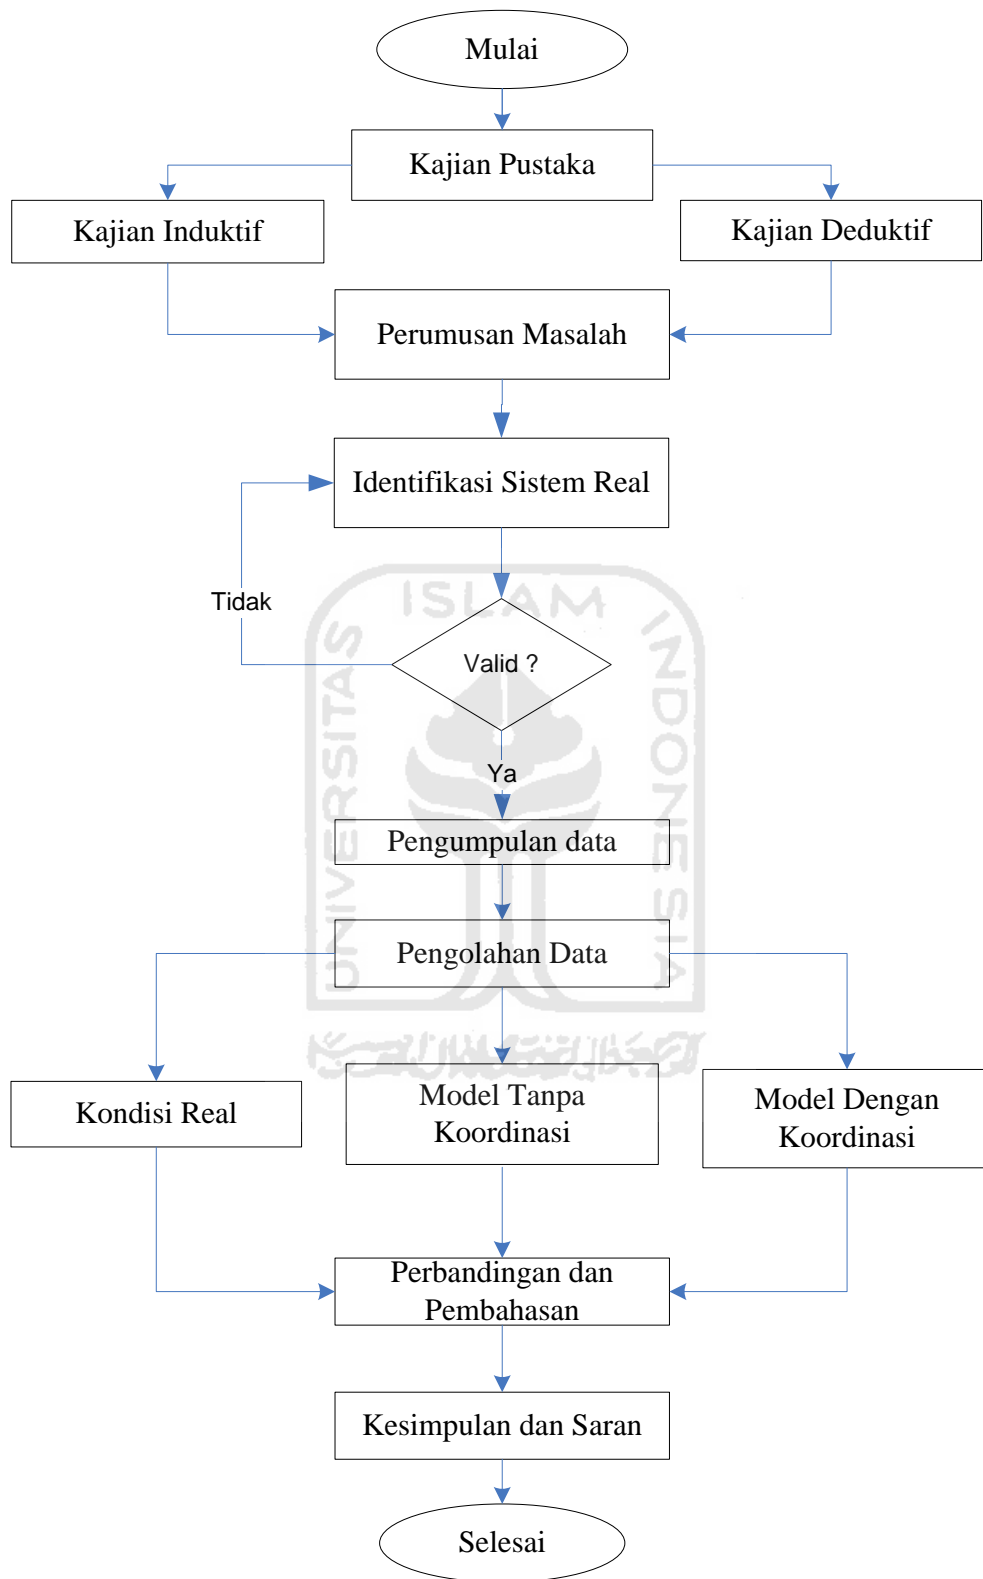 Mulai
Kajian Pustaka
Kajian Induktif
Kajian Deduktif
Perumusan Masalah
Identifikasi Sistem Real
Tidak
Valid ?
Ya
Pengumpulan data
Pengolahan Data
Kondisi Real
Model Tanpa
Koordinasi
Model Dengan
Koordinasi
Perbandingan dan
Pembahasan
Kesimpulan dan Saran
Selesai
UNIVERSITAS
ISLAM
INDONESIA